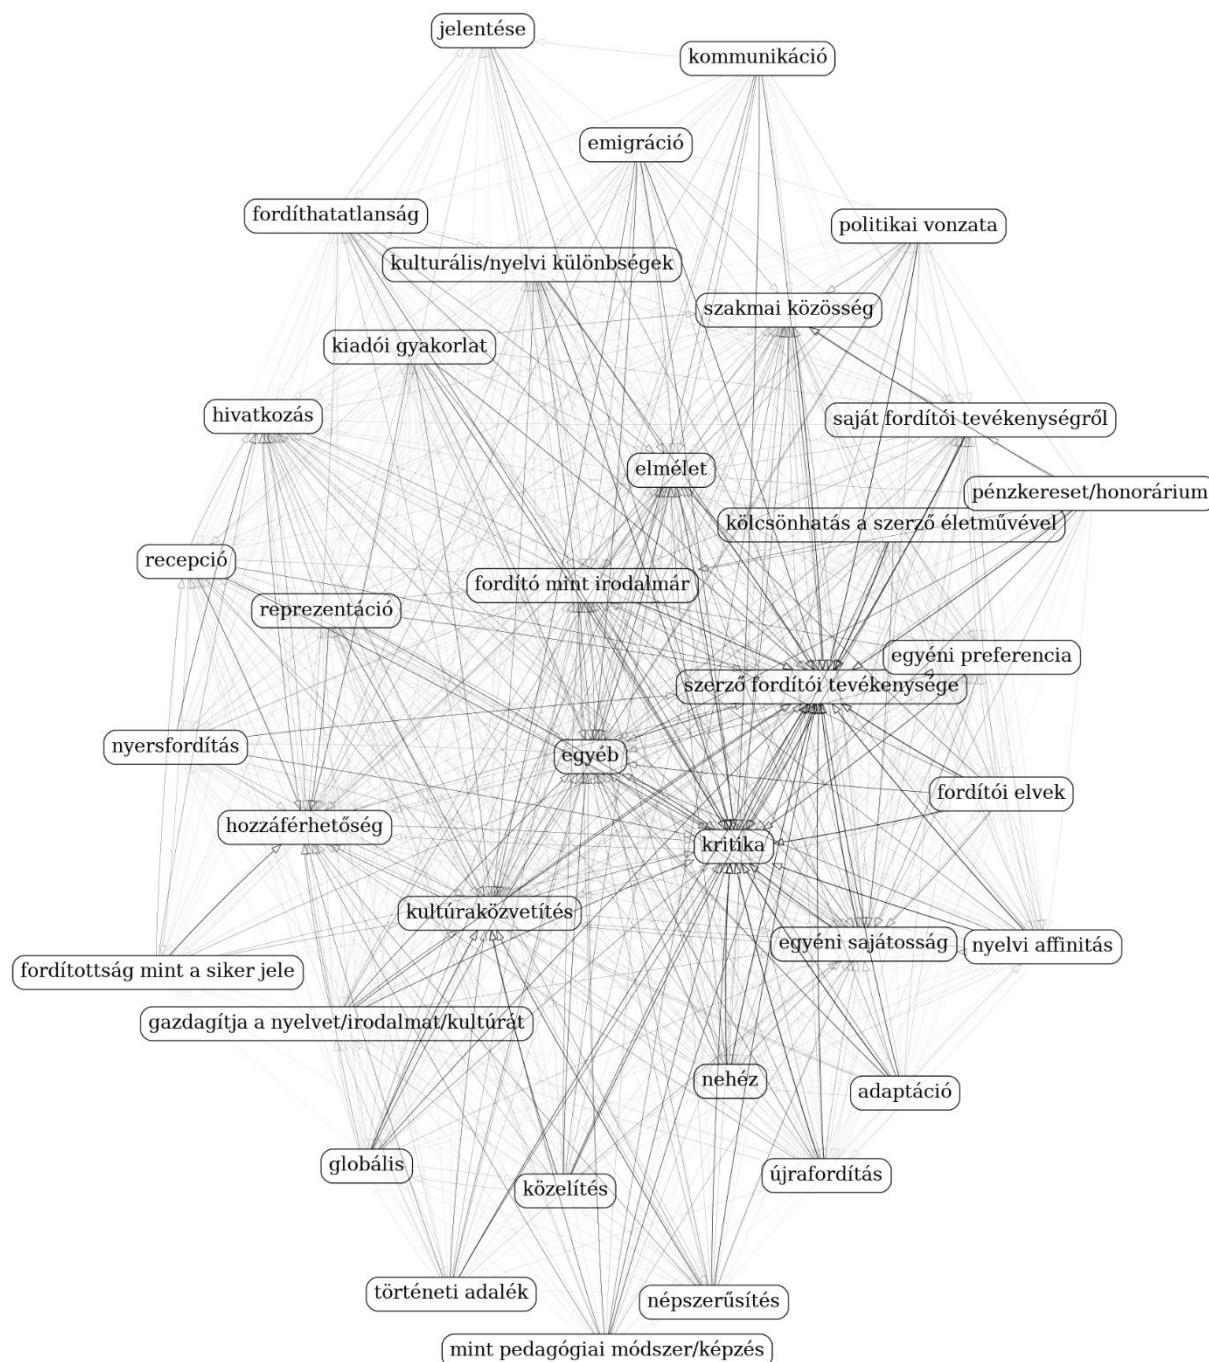 jelentése
kommunikáció
emigráció
fordíthatatlanság
politikai vonzata
kulturális/nyelvi különbségek
szakmai közösség
kiadói gyakorlat
hivatkozás
saját fordítói tevékenységről
elmélet
pénzkereset/honorárium
kölcsönhatás a szerző életművével
recepció
fordító mint irodalmár
reprezentáció
egyéni preferencia
szerző fordítói tevékenysége
nyersfordítás
egyéb
fordítói elvek
hozzáférhetőség
kritika
kultúraközvetítés
egyéni sajátosság
nyelvi affinitás
fordítottság mint a siker jele
gazdagítja a nyelvet/irodalmat/kultúrát
nehéz
adaptáció
globális
újrafordítás
közelítés
történeti adalék
népszerűsítés
mint pedagógiai módszer/képzés